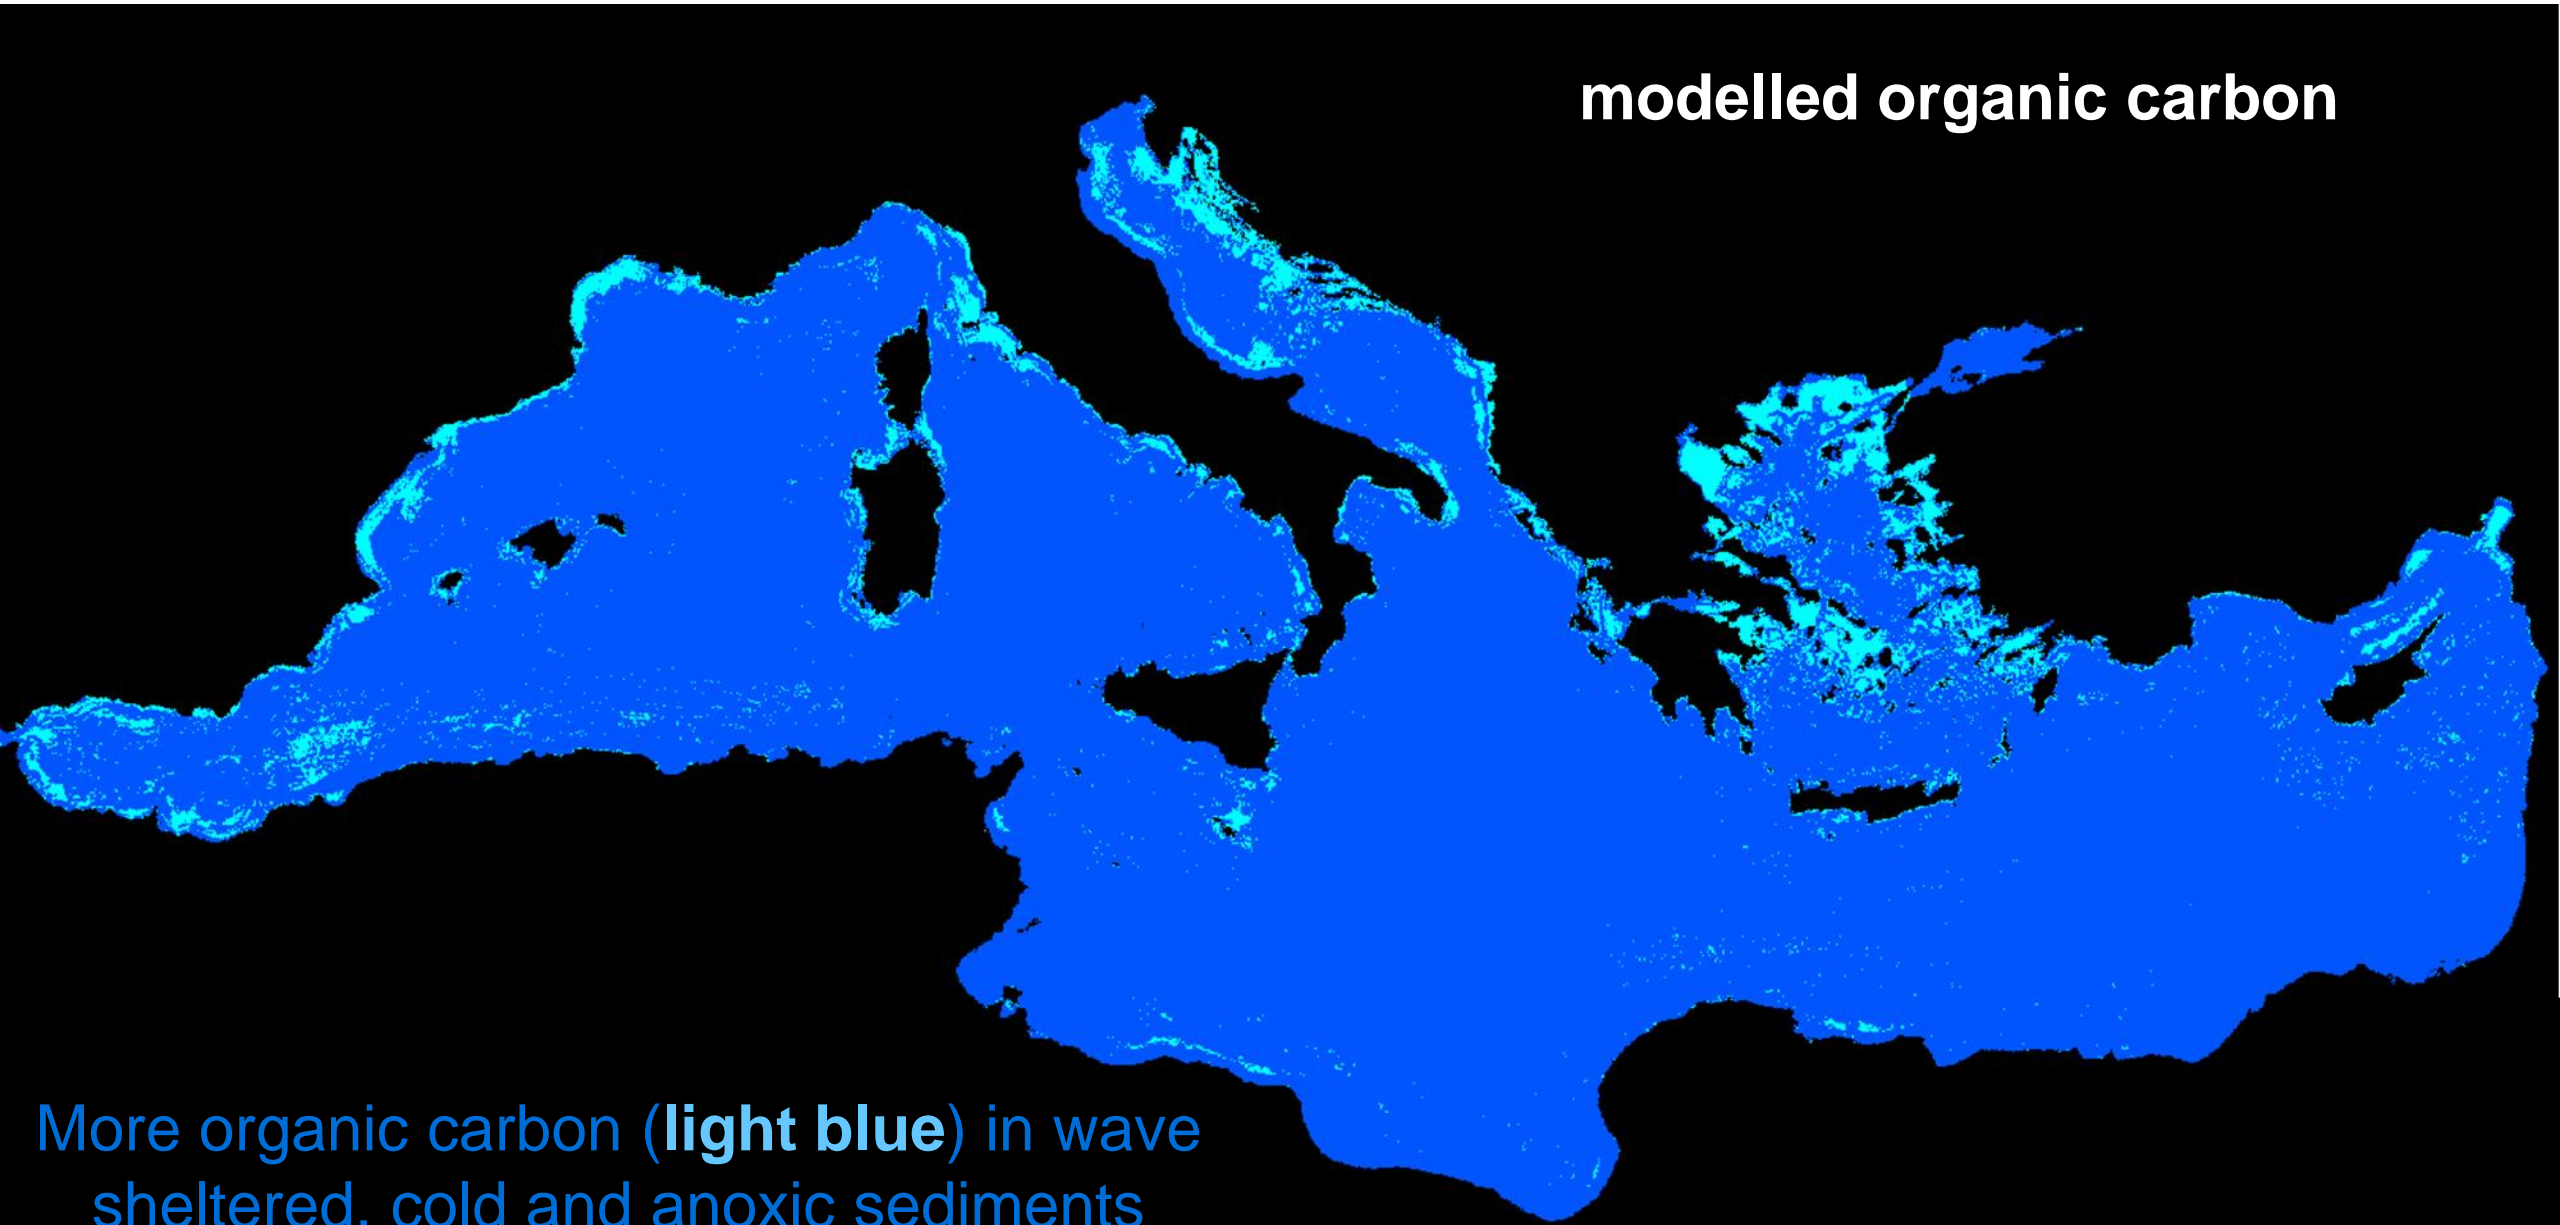 modelled organic carbon
More organic carbon (light blue) in wave
sheltered, cold and anoxic sediments